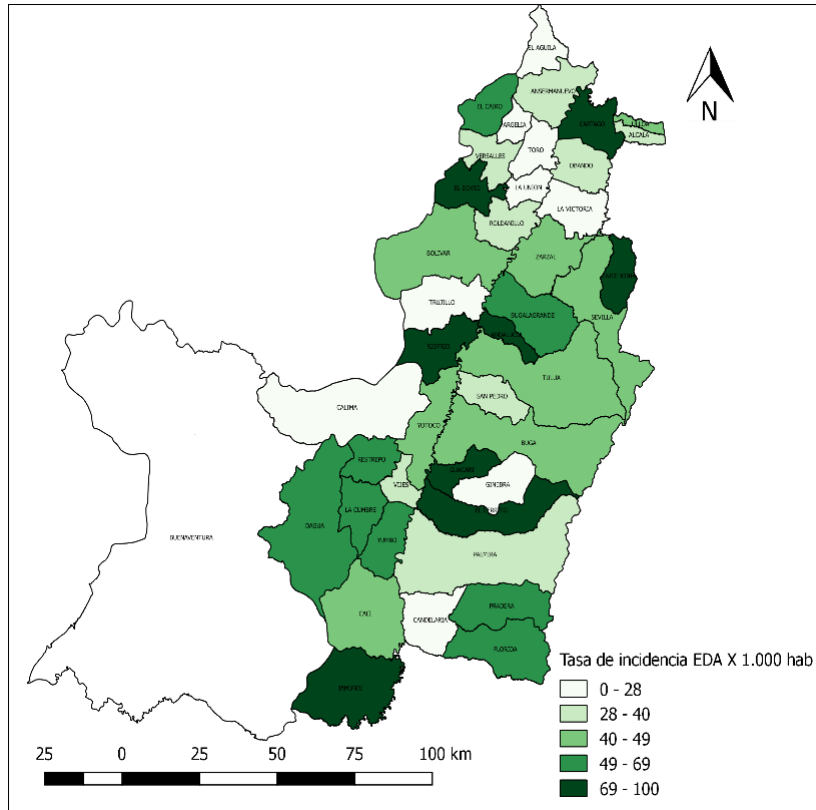 EL AGUILA
ANSERMANUEVO
EL CAIRO
ARGELIA
CARTAGO
ALCALA
TORO
VERSALLES
OBANDO
EL DOVIO
LA UNION
LA VICTORIA
ROLDANILLO
BOLIVAR
ZARZAL
TRUJILLO
BUGALAGRANDE
SEVILLA
RIOFRIO
TULUA
SAN PEDRO
CALIMA
YOTOCO
BUGA
RESTREPO
GUACARI
GINEBRA
VIJES
DAGUA
LA CUMBRE
BUENAVENTURA
YUMBO
PALMIRA
CALI
CANDELARIA
PRADERA
FLORIDA
JAMUNDI
N
Tasa de incidencia EDA X 1.000 hab
0 - 28
28 - 40
40 - 49
49 - 69
69 - 100
25 0 25 50 75 100 km